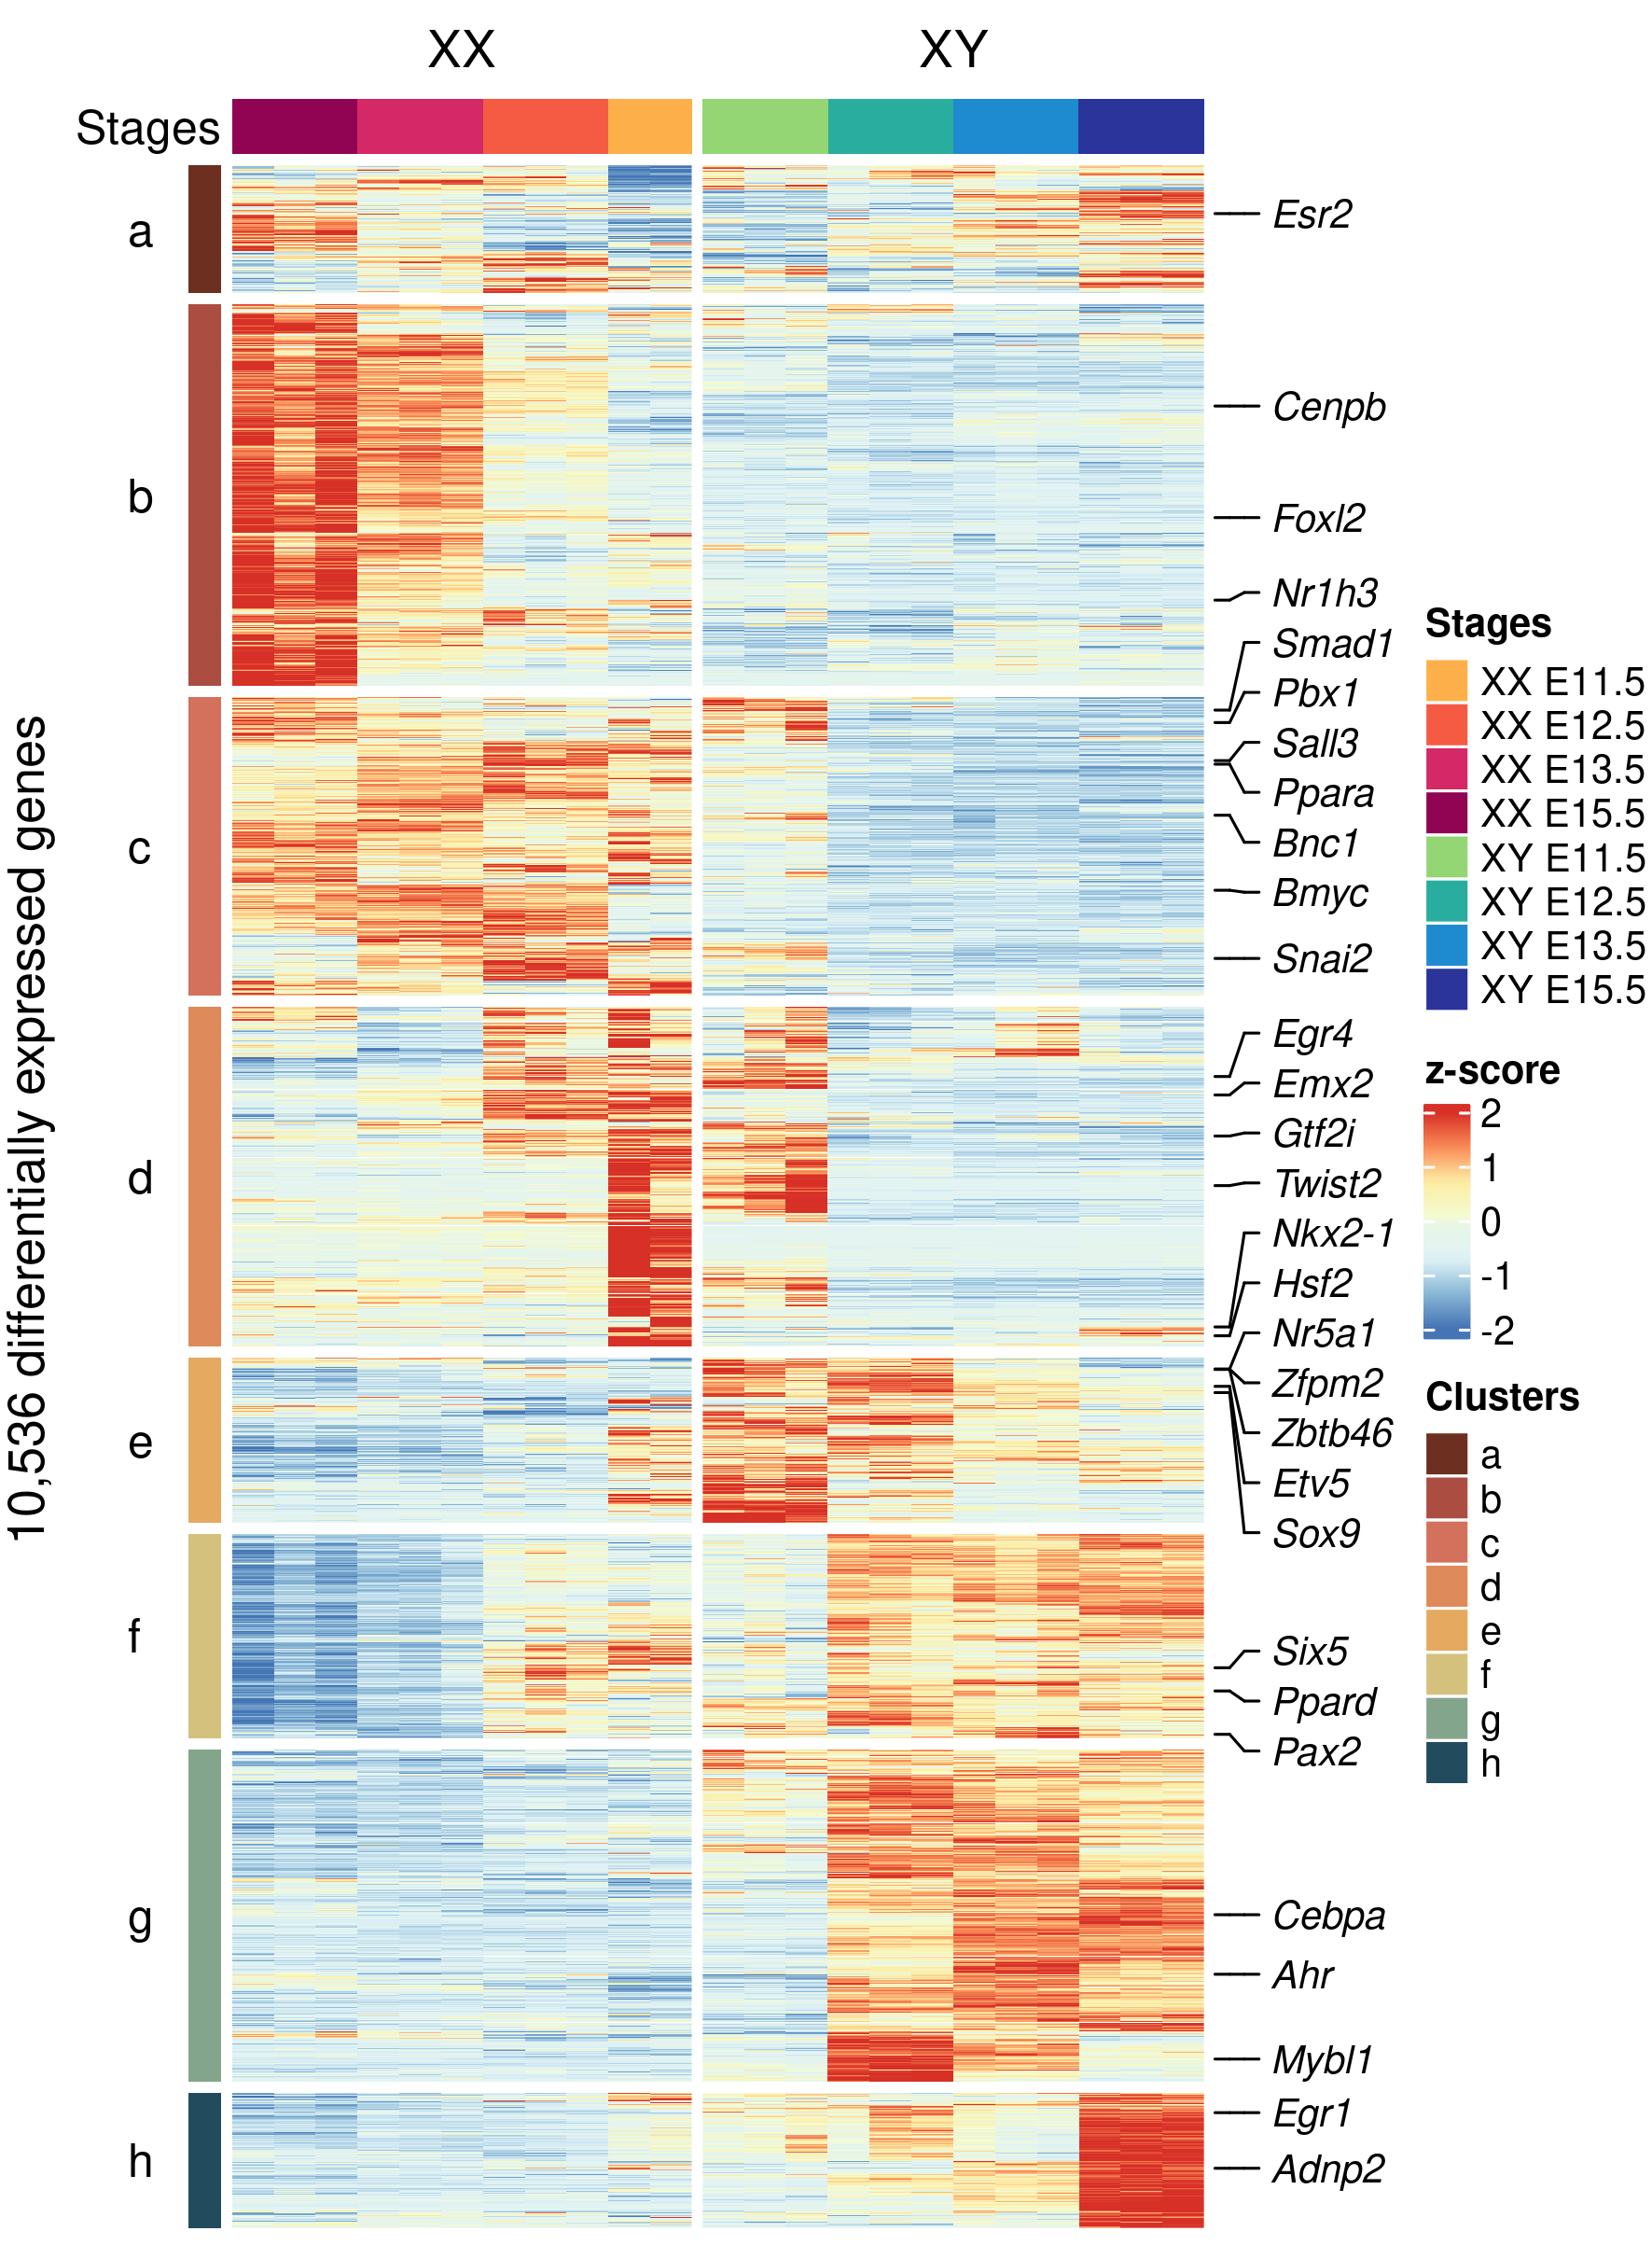 XX
XY
Stages
a
b
c
d
e
f
g
h
10,536 differentially expressed genes
Esr2
Cenpb
Foxl2
Nr1h3
Smad1
Pbx1
Sall3
Ppara
Bnc1
Bmyc
Snai2
Egr4
Emx2
Gtf2i
Twist2
Nkx2-1
Hsf2
Nr5a1
Zfpm2
Zbtb46
Etv5
Sox9
Six5
Ppard
Pax2
Cebpa
Ahr
Mybl1
Egr1
Adnp2
Stages
XX E11.5
XX E12.5
XX E13.5
XX E15.5
XY E11.5
XY E12.5
XY E13.5
XY E15.5
z-score
2
1
0
-1
-2
Clusters
a
b
c
d
e
f
g
h